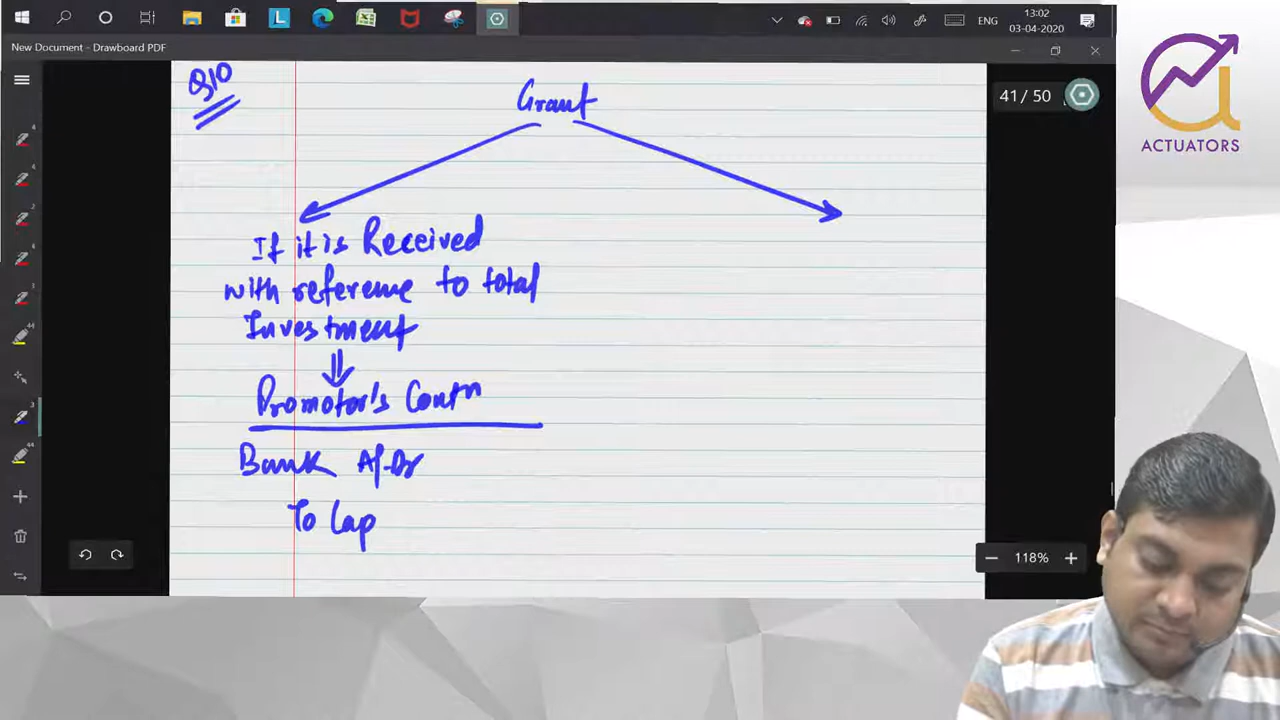 ENG
13:02
03-04-2020
New Document - Drawboard PDF
Q10
Grant
41 / 50
ACTUATORS
If it is Received
with reference to total
Investment
Promotor's Contn
Bank A/c Dr
To Cap
118%